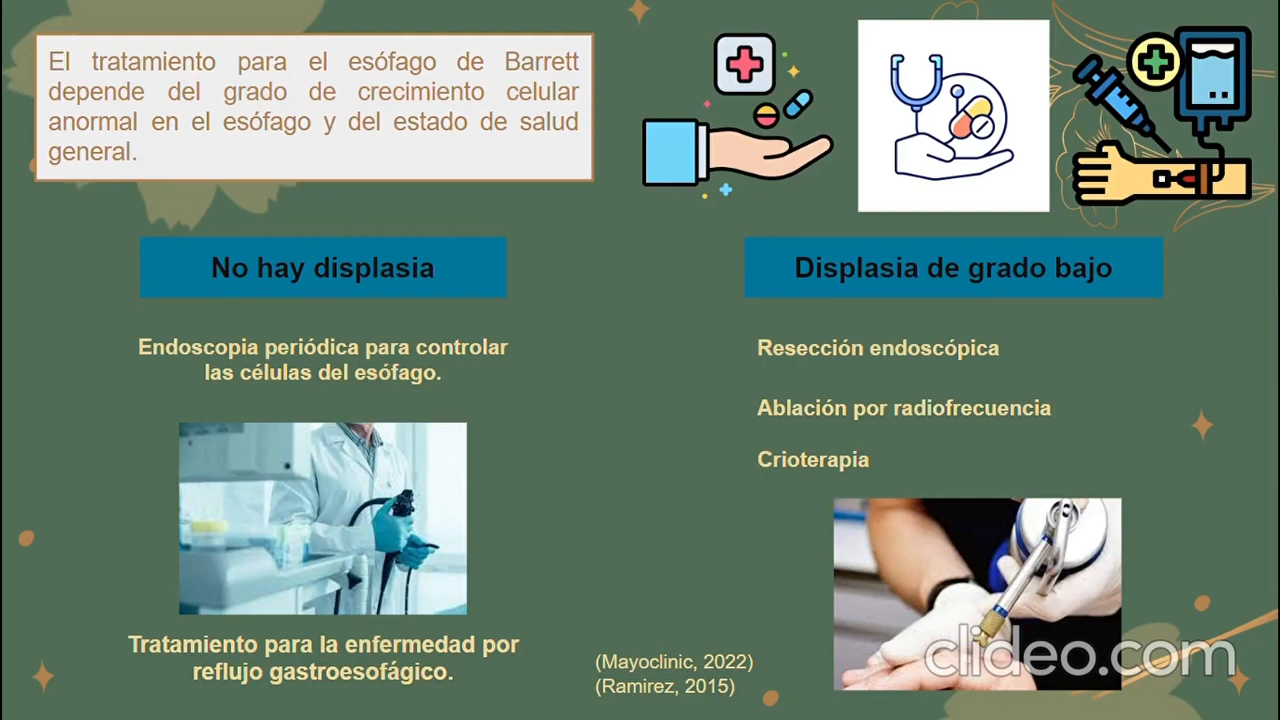 El tratamiento para el esófago de Barrett
depende del grado de crecimiento celular
anormal en el esófago y del estado de salud
general.
No hay displasia
Displasia de grado bajo
Endoscopia periódica para controlar
las células del esófago.
Resección endoscópica
Ablación por radiofrecuencia
Crioterapia
Tratamiento para la enfermedad por
reflujo gastroesofágico.
(Mayoclinic, 2022)
(Ramirez, 2015)
clideo.com